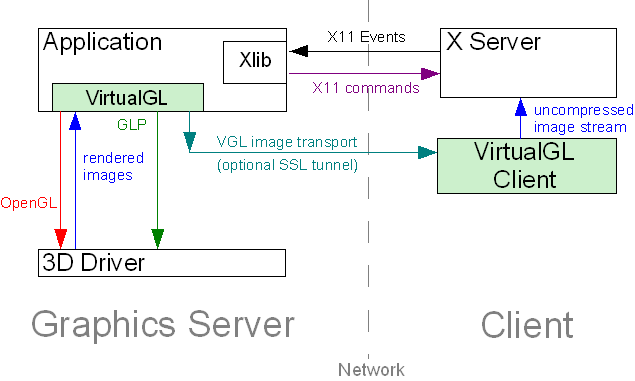 Application
Xlib
VirtualGL
X11 Events
X11 commands
X Server
uncompressed
image stream
VirtualGL
Client
GLP
rendered
images
VGL image transport
(optional SSL tunnel)
OpenGL
3D Driver
Graphics Server
Client
Network